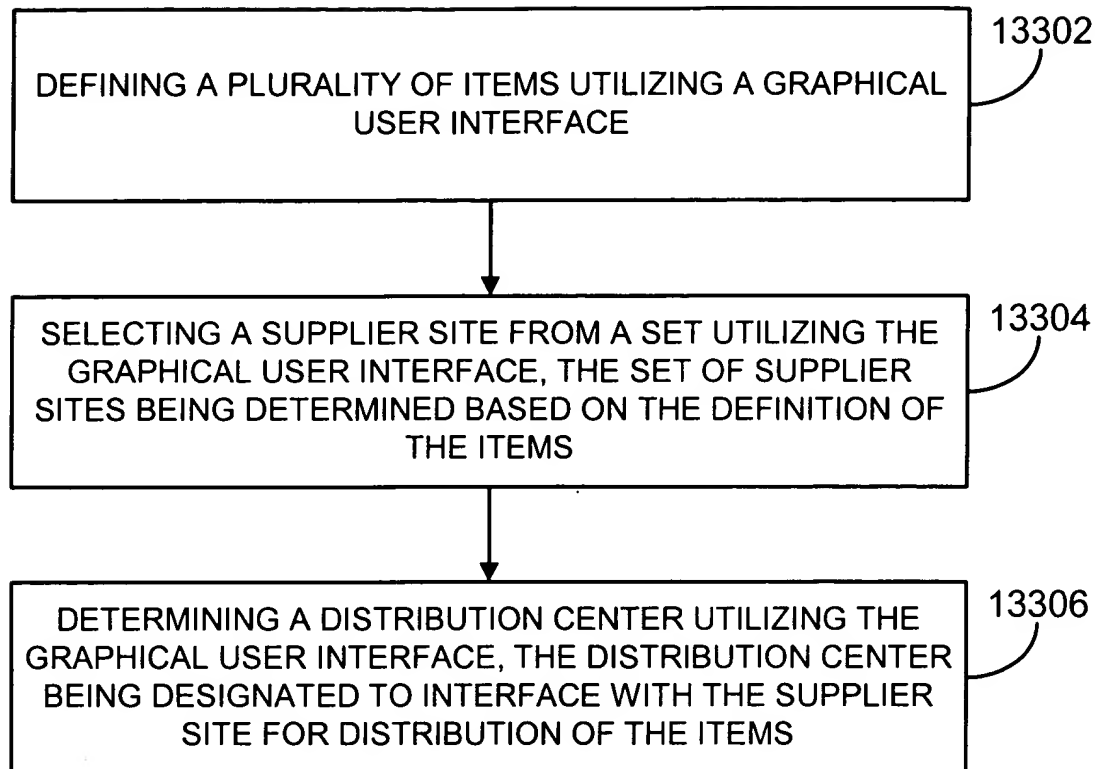 13302
DEFINING A PLURALITY OF ITEMS UTILIZING A GRAPHICAL
USER INTERFACE
13304
SELECTING A SUPPLIER SITE FROM A SET UTILIZING THE
GRAPHICAL USER INTERFACE, THE SET OF SUPPLIER
SITES BEING DETERMINED BASED ON THE DEFINITION OF
THE ITEMS
13306
DETERMINING A DISTRIBUTION CENTER UTILIZING THE
GRAPHICAL USER INTERFACE, THE DISTRIBUTION CENTER
BEING DESIGNATED TO INTERFACE WITH THE SUPPLIER
SITE FOR DISTRIBUTION OF THE ITEMS